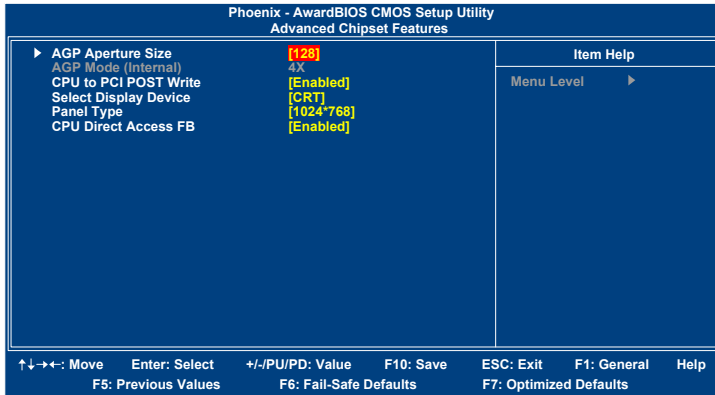 Phoenix - AwardBIOS CMOS Setup Utility
Advanced Chipset Features
AGP Aperture Size [128]
AGP Mode (Internal) 4X
CPU to PCI POST Write [Enabled]
Select Display Device [CRT]
Panel Type [1024*768]
CPU Direct Access FB [Enabled]
Item Help
Menu Level
↑↓→←: Move Enter: Select +/-/PU/PD: Value F10: Save ESC: Exit F1: General Help
F5: Previous Values F6: Fail-Safe Defaults F7: Optimized Defaults